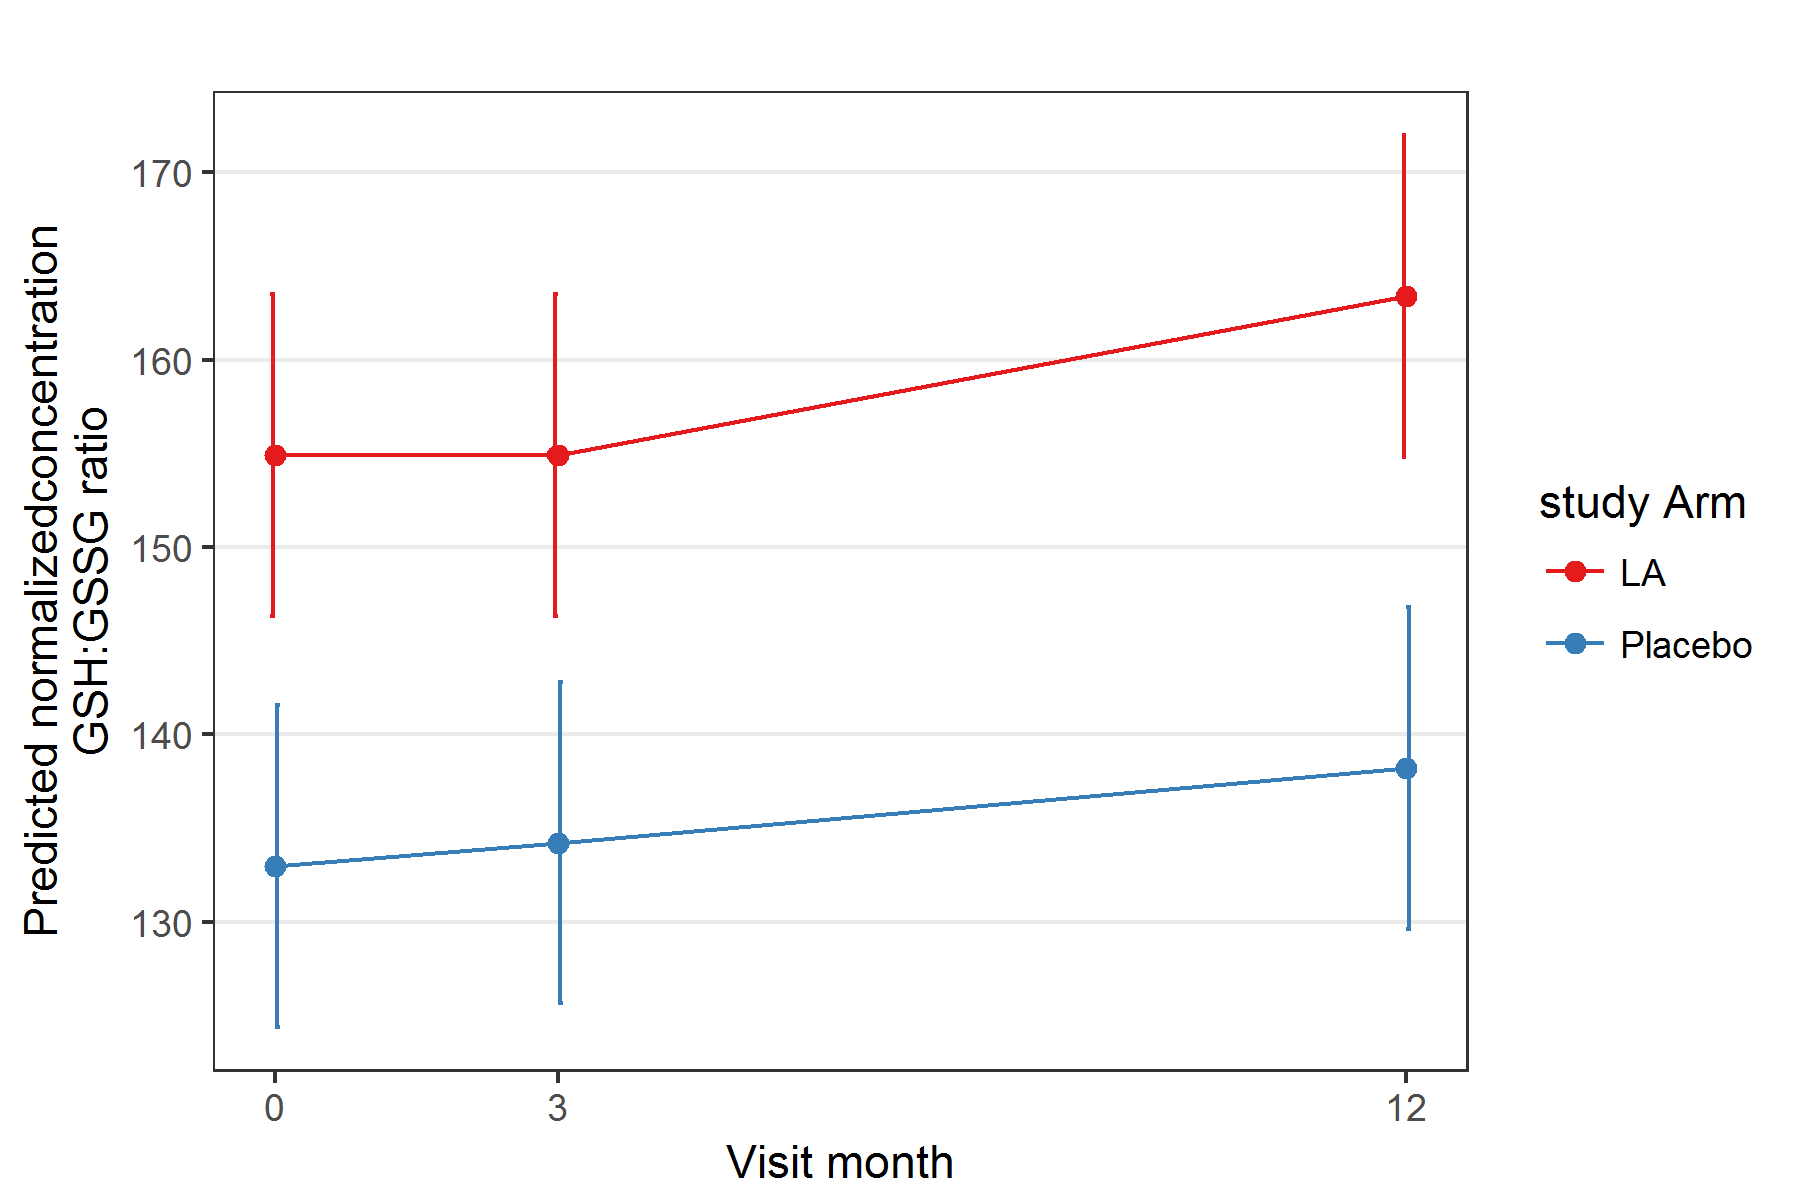 Predicted normalizedconcentration
GSH:GSSG ratio
170
160
150
140
130
0 3 12
Visit month
study Arm
LA
Placebo